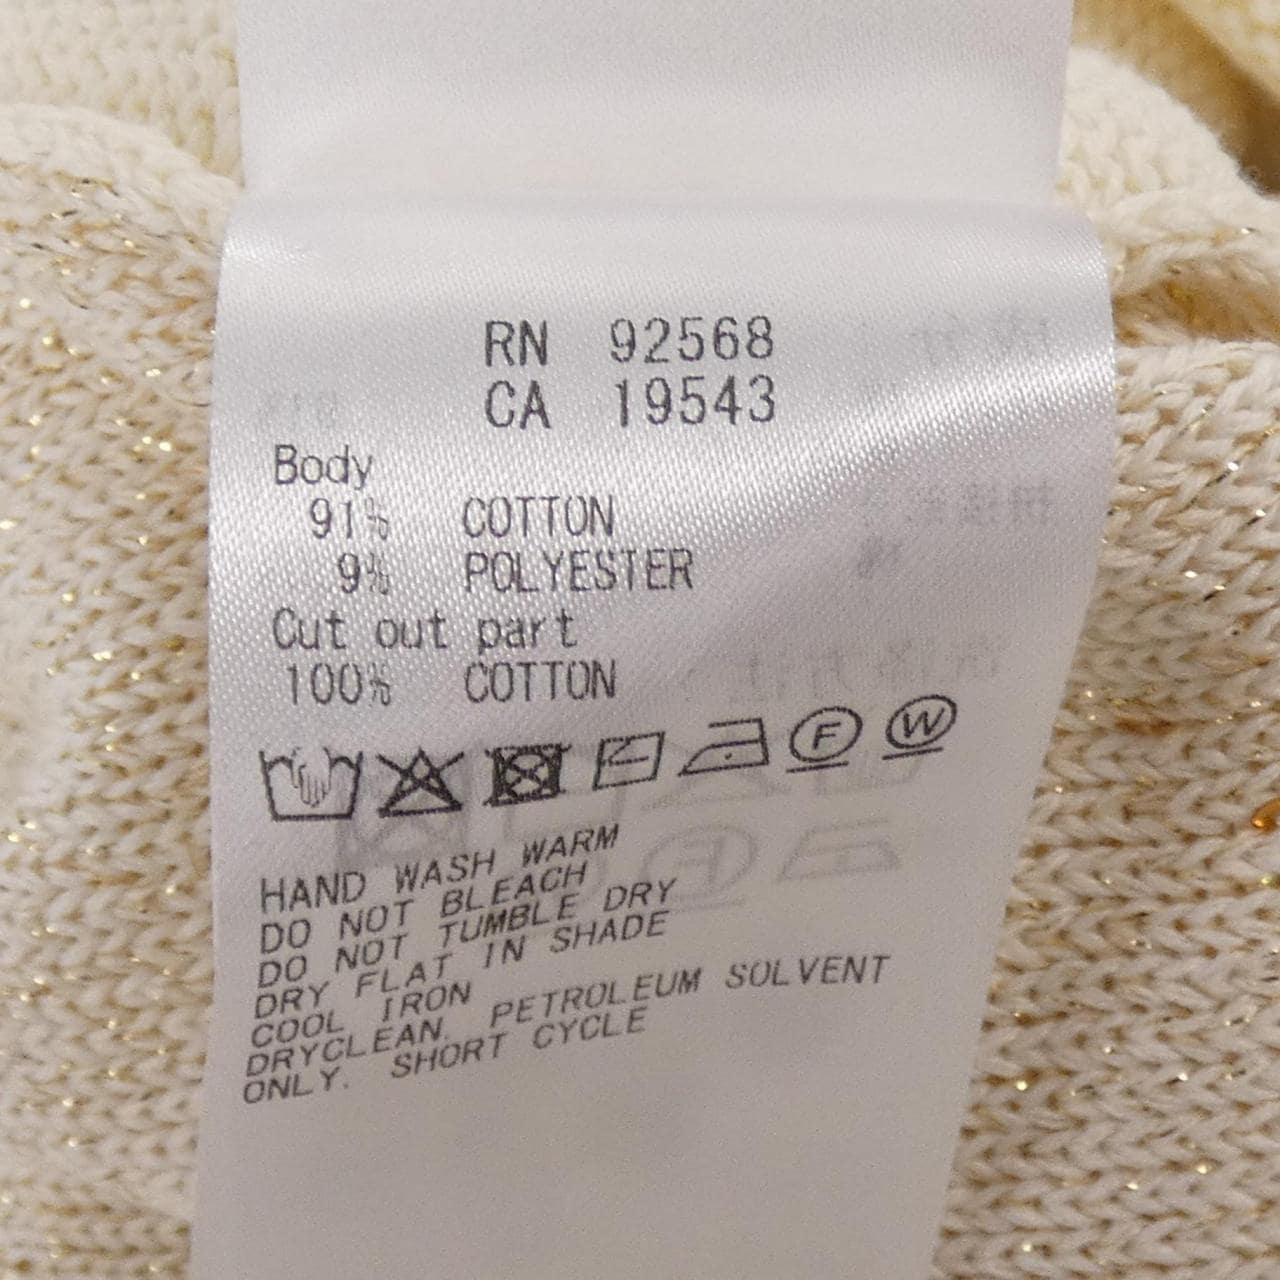 RN 92568
CA 19543
Body
91% COTTON
9% POLYESTER
Cut out part
100% COTTON
F W
HAND WASH WARM
DO NOT BLEACH
DO NOT TUMBLE DRY
DRY FLAT IN SHADE
COOL IRON
DRYCLEAN. PETROLEUM SOLVENT
ONLY. SHORT CYCLE